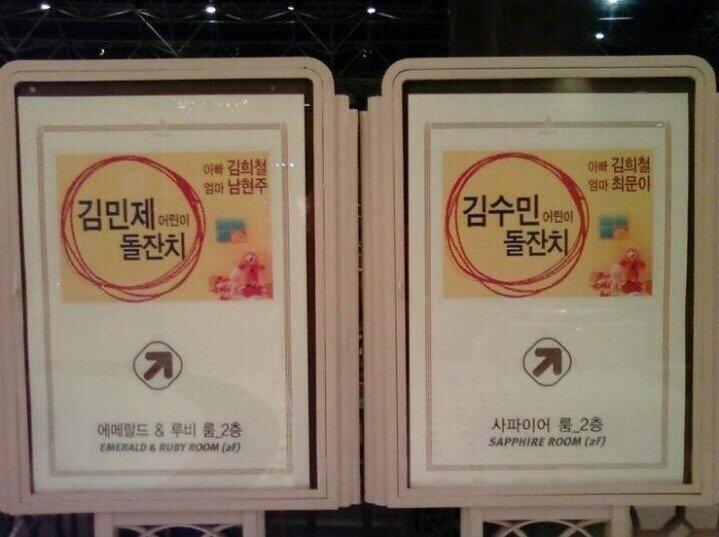 아빠 김희철
엄마 남현주
김민제 어린이
돌잔치
에메랄드 & 루비 룸_2층
EMERALD & RUBY ROOM (2F)
아빠 김희철
엄마 최문이
김수민 어린이
돌잔치
사파이어 룸_2층
SAPPHIRE ROOM (2F)